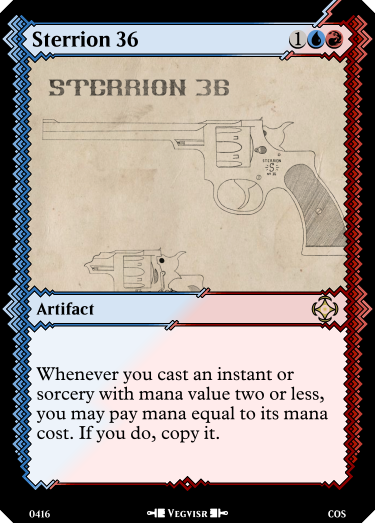 Sterrion 36
1
STERRION 36
STERRION
S
Artifact
Whenever you cast an instant or
sorcery with mana value two or less,
you may pay mana equal to its mana
cost. If you do, copy it.
0416
VEGVISR
COS